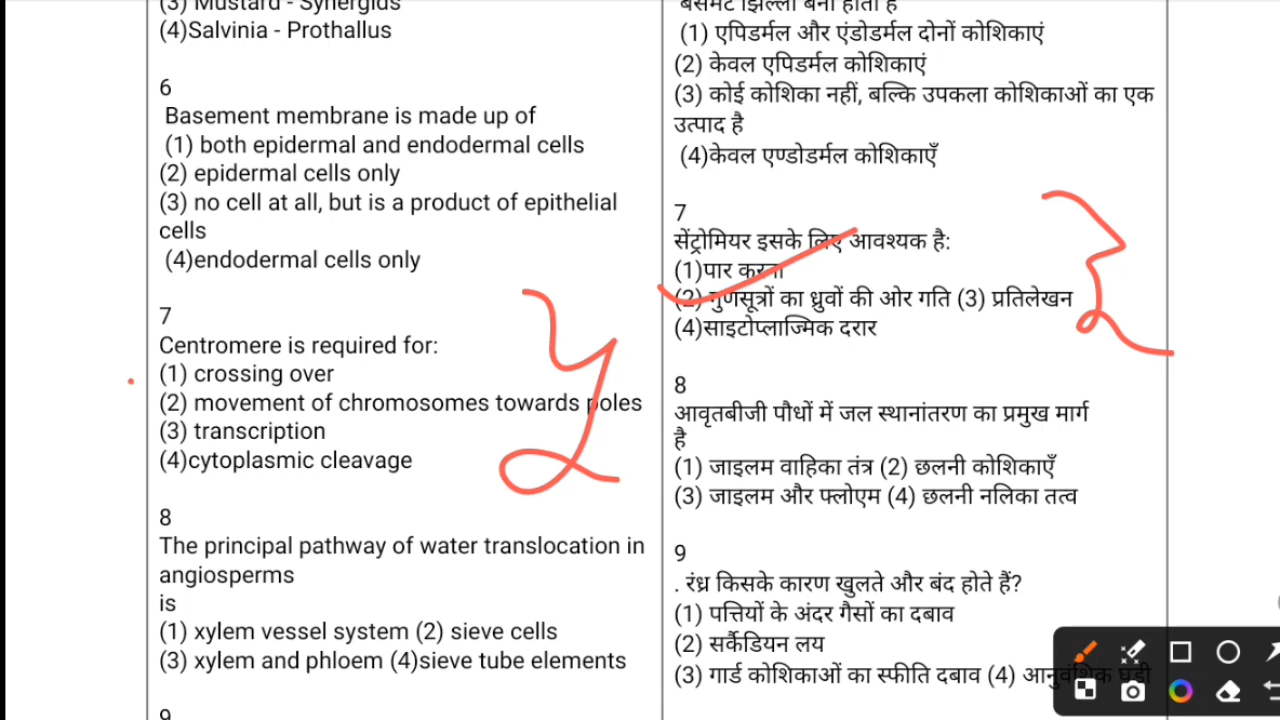 (3) Mustard - Synergids
(4)Salvinia - Prothallus
6
Basement membrane is made up of
(1) both epidermal and endodermal cells
(2) epidermal cells only
(3) no cell at all, but is a product of epithelial
cells
(4)endodermal cells only
7
Centromere is required for:
(1) crossing over
(2) movement of chromosomes towards poles
(3) transcription
(4)cytoplasmic cleavage
8
The principal pathway of water translocation in
angiosperms
is
(1) xylem vessel system (2) sieve cells
(3) xylem and phloem (4)sieve tube elements
9
बेसमेंट झिल्ली बनी होती है
(1) एपिडर्मल और एंडोडर्मल दोनों कोशिकाएं
(2) केवल एपिडर्मल कोशिकाएं
(3) कोई कोशिका नहीं, बल्कि उपकला कोशिकाओं का एक
उत्पाद है
(4)केवल एण्डोडर्मल कोशिकाएँ
7
सेंट्रोमियर इसके लिए आवश्यक है:
(1)पार करना
(2) गुणसूत्रों का ध्रुवों की ओर गति (3) प्रतिलेखन
(4)साइटोप्लाज्मिक दरार
8
आवृतबीजी पौधों में जल स्थानांतरण का प्रमुख मार्ग
है
(1) जाइलम वाहिका तंत्र (2) छलनी कोशिकाएँ
(3) जाइलम और फ्लोएम (4) छलनी नलिका तत्व
9
. रंध्र किसके कारण खुलते और बंद होते हैं?
(1) पत्तियों के अंदर गैसों का दबाव
(2) सर्कैडियन लय
(3) गार्ड कोशिकाओं का स्फीति दबाव (4) आनुवंशिक घड़ी